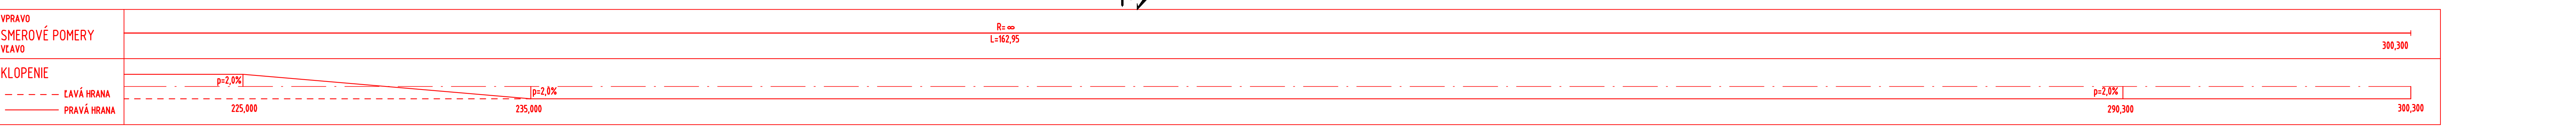 VPRAVO
SMEROVÉ POMERY
VĽAVO
R= ∞
L=162,95
300,300
KLOPENIE
ĽAVÁ HRANA
PRAVÁ HRANA
p=2,0%
p=2,0%
p=2,0%
225,000
235,000
290,300
300,300